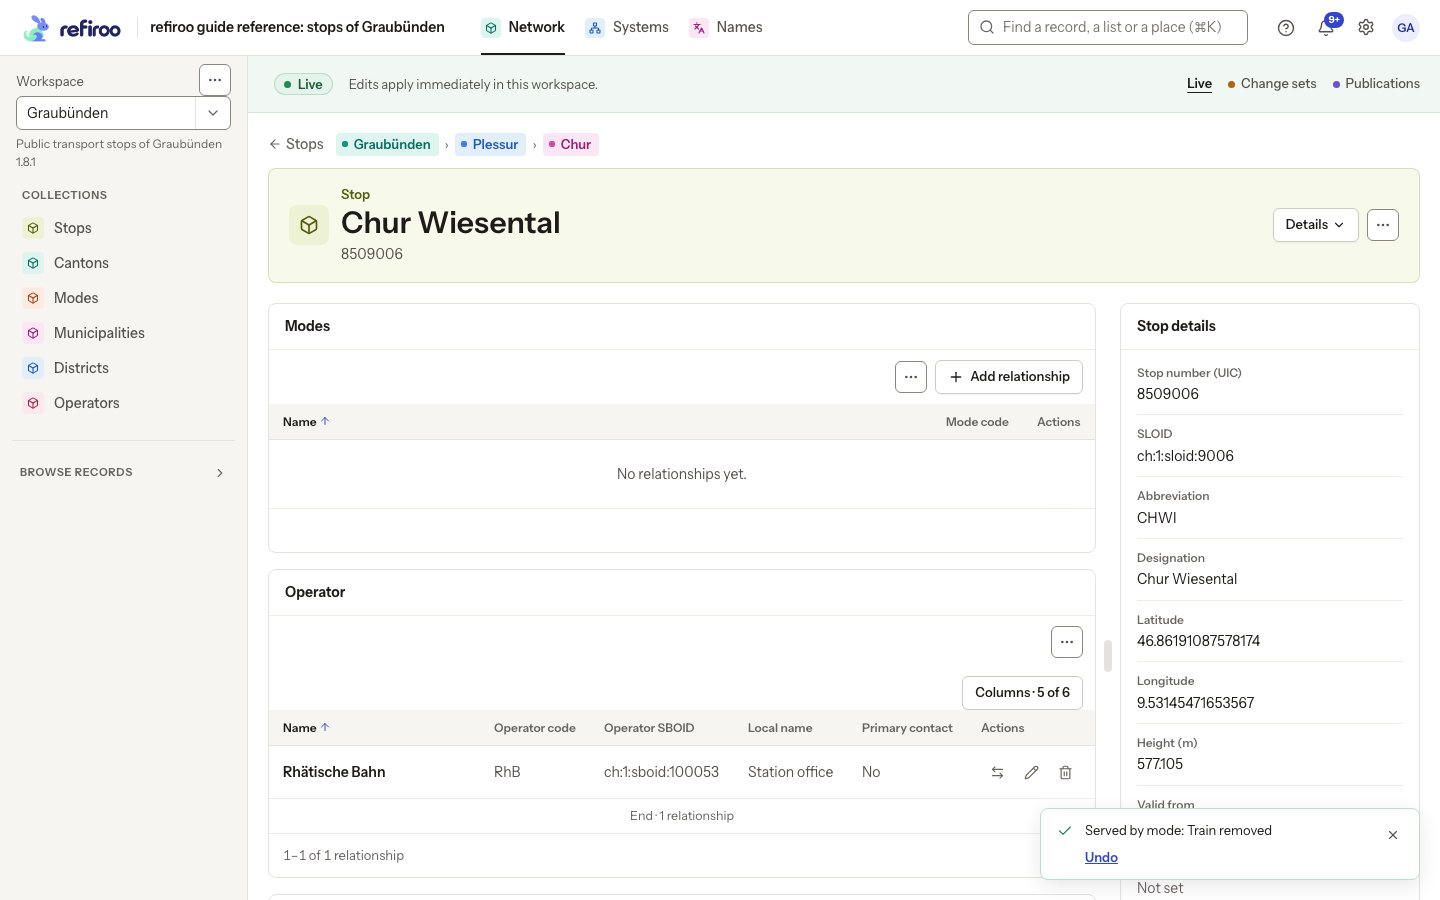 refiroo
refiroo guide reference: stops of Graubünden
Network
Systems
Names
Find a record, a list or a place (⌘K)
9+
GA
Workspace
Graubünden
Public transport stops of Graubünden
1.8.1
COLLECTIONS
Stops
Cantons
Modes
Municipalities
Districts
Operators
BROWSE RECORDS
Live
Edits apply immediately in this workspace.
Live
Change sets
Publications
← Stops
Graubünden › Plessur › Chur
Stop
Chur Wiesental
8509006
Details
Modes
Add relationship
Name ↑
Mode code
Actions
No relationships yet.
Operator
Columns · 5 of 6
Name ↑
Operator code
Operator SBOID
Local name
Primary contact
Actions
Rhätische Bahn
RhB
ch:1:sboid:100053
Station office
No
End · 1 relationship
1–1 of 1 relationship
Stop details
Stop number (UIC)
8509006
SLOID
ch:1:sloid:9006
Abbreviation
CHWI
Designation
Chur Wiesental
Latitude
46.86191087578174
Longitude
9.53145471653567
Height (m)
577.105
Valid from
Served by mode: Train removed
Undo
Not set